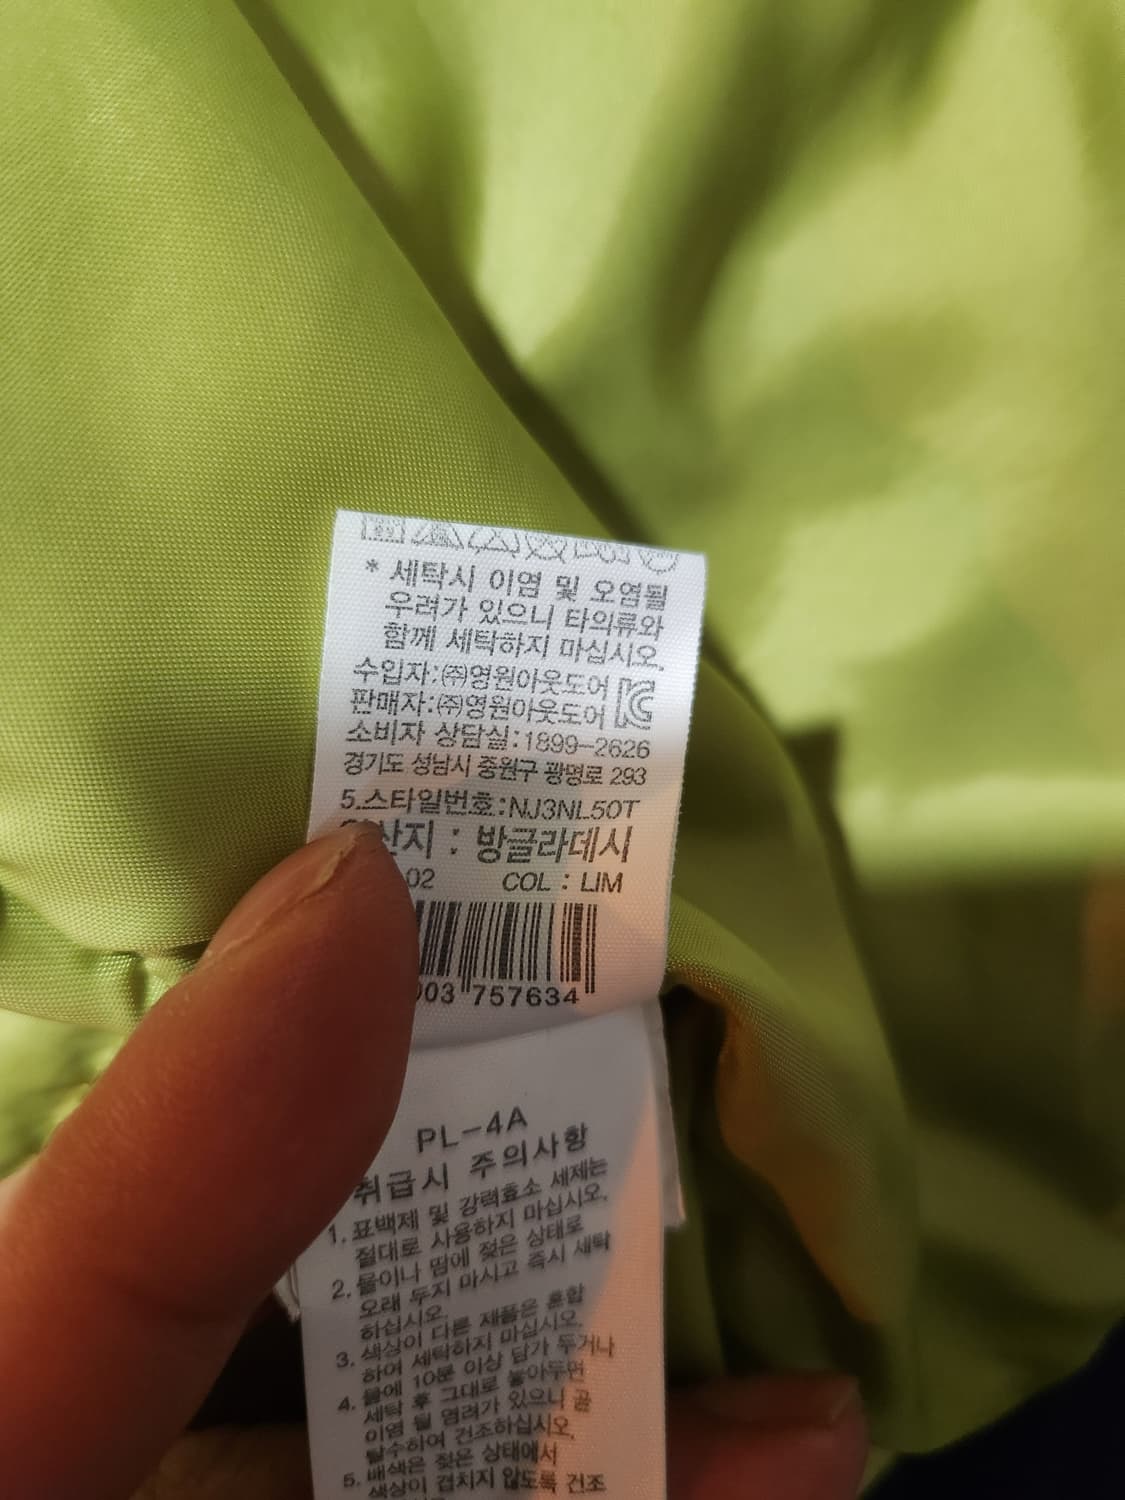 * 세탁시 이염 및 오염될
우려가 있으니 타의류와
함께 세탁하지 마십시오.
수입자:㈜영원아웃도어
판매자:㈜영원아웃도어
소비자 상담실:1899-2626
경기도 성남시 중원구 광명로 293
5.스타일번호:NJ3NL50T
산지 : 방글라데시
02 COL : LIM
003 757634
PL-4A
취급시 주의사항
1. 표백제 및 강력효소 세제는
절대로 사용하지 마십시오.
2. 물이나 땀에 젖은 상태로
오래 두지 마시고 즉시 세탁
하십시오.
3. 색상이 다른 제품은 혼합
하여 세탁하지 마십시오.
4. 물에 10분 이상 담가 두거나
세탁 후 그대로 놓아두면
이염 될 염려가 있으니 곧
탈수하여 건조하십시오.
5. 배색은 젖은 상태에서
색상이 겹치지 않도록 건조